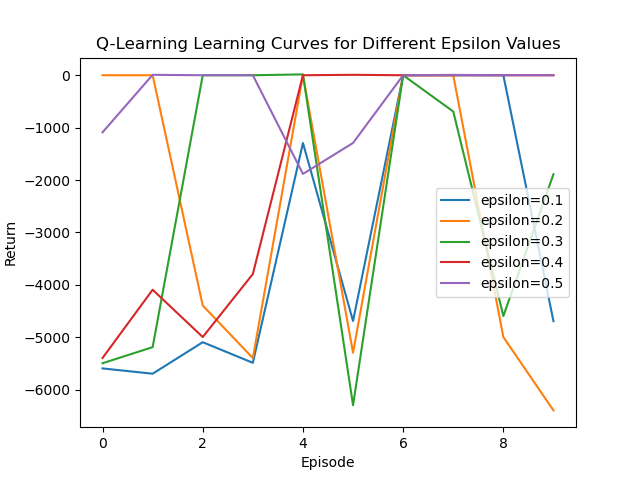 Q-Learning Learning Curves for Different Epsilon Values
0
−1000
−2000
−3000
−4000
−5000
−6000
Return
epsilon=0.1
epsilon=0.2
epsilon=0.3
epsilon=0.4
epsilon=0.5
0 2 4 6 8
Episode